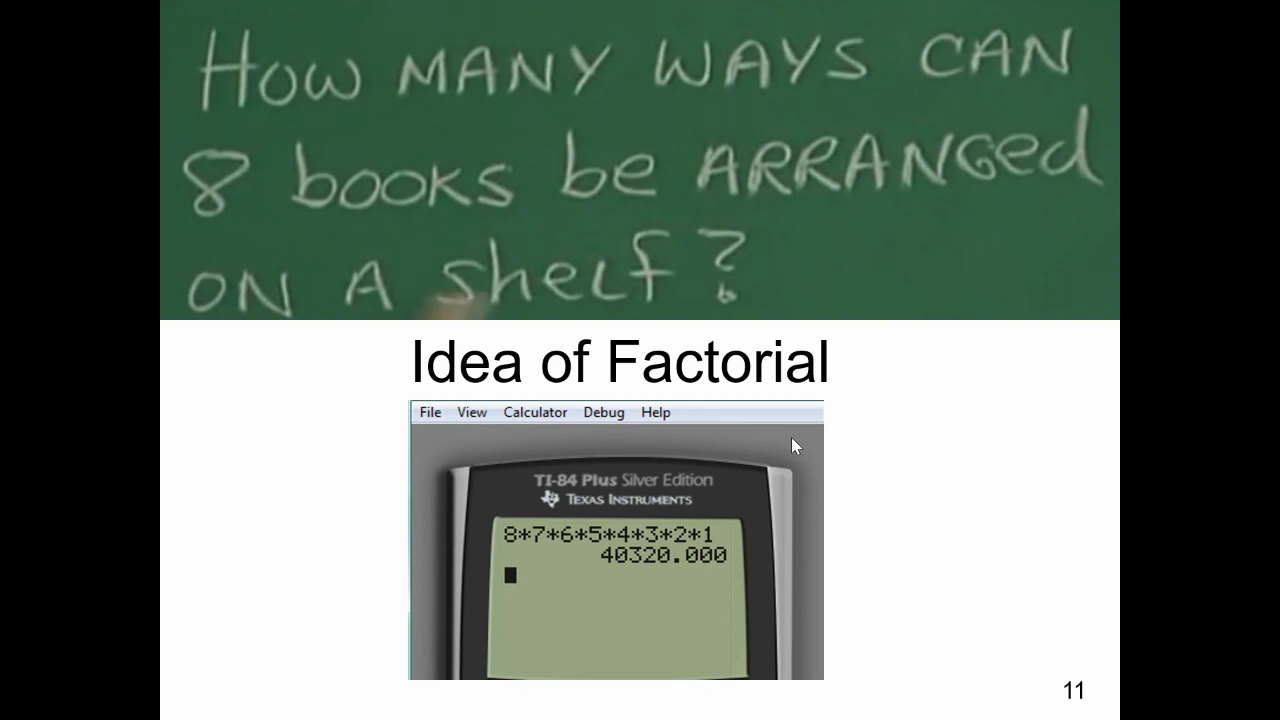 HOW MANY WAYS CAN
8 books be ARRANGED
ON A shelf?
Idea of Factorial
File View Calculator Debug Help
TI-84 Plus Silver Edition
TEXAS INSTRUMENTS
8*7*6*5*4*3*2*1
40320.000
11